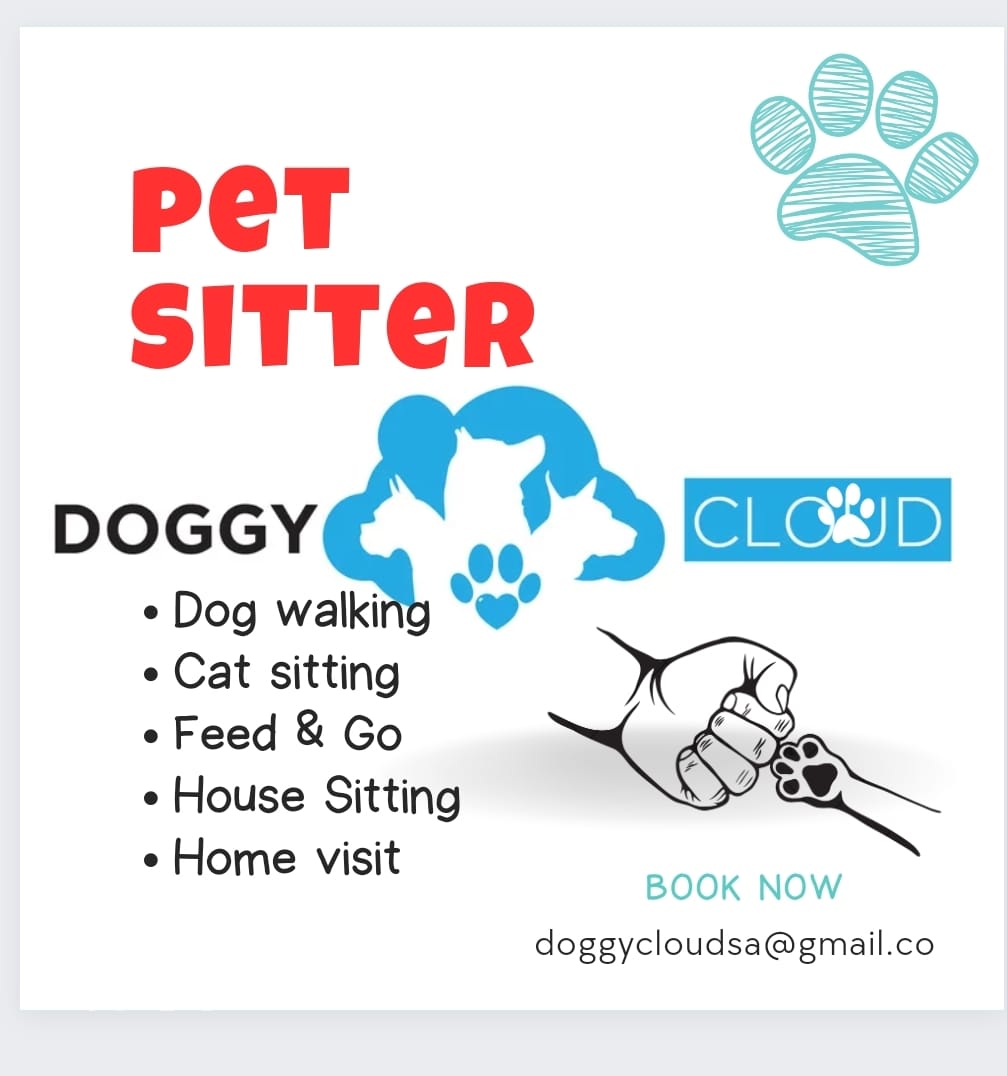 PeT
SITTeR
DOGGY CLOUD
• Dog walking
• Cat sitting
• Feed & Go
• House Sitting
• Home visit
BOOK NOW
doggycloudsa@gmail.co